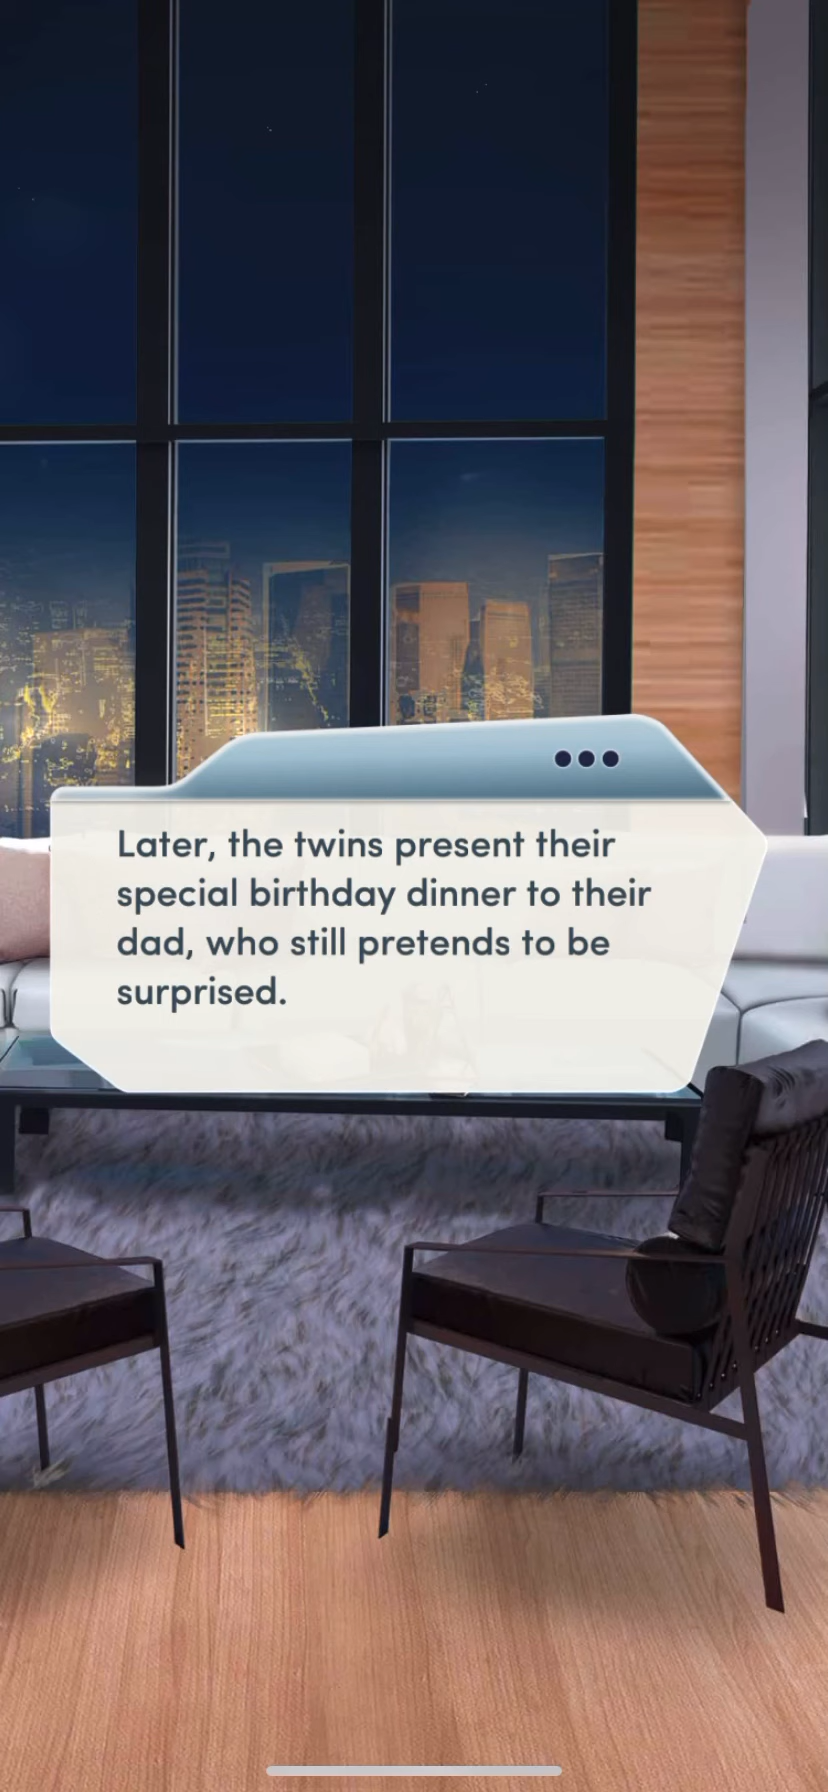 Later, the twins present their
special birthday dinner to their
dad, who still pretends to be
surprised.